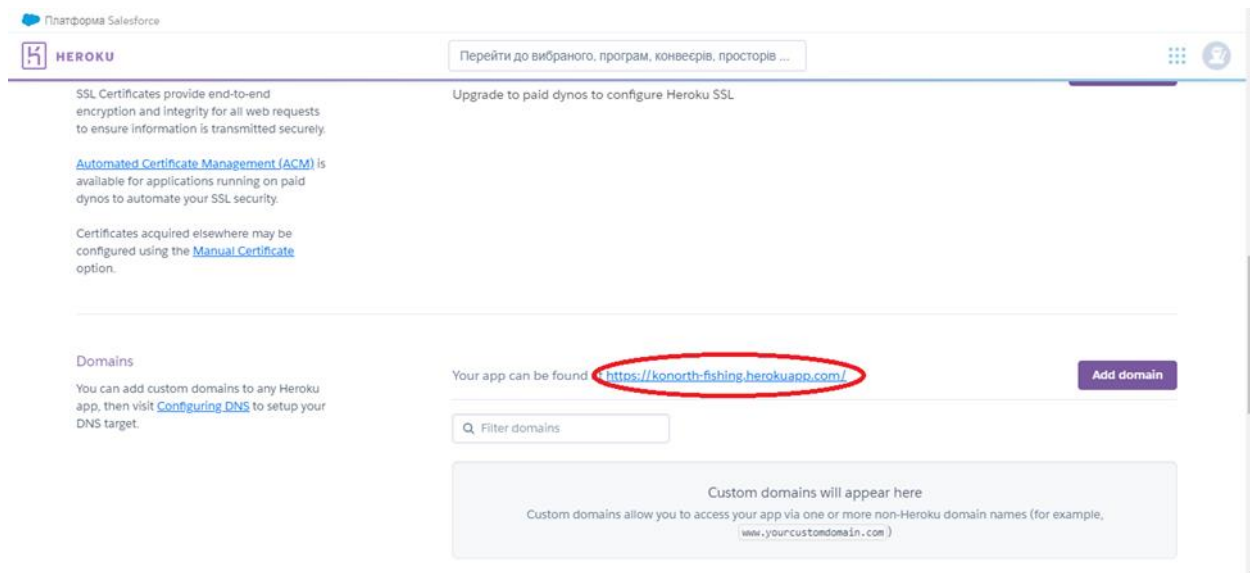 Платформа Salesforce
HEROKU
Перейти до вибраного, програм, конвеєрів, просторів ...
SSL Certificates provide end-to-end
encryption and integrity for all web requests
to ensure information is transmitted securely.
Upgrade to paid dynos to configure Heroku SSL
Automated Certificate Management (ACM) is
available for applications running on paid
dynos to automate your SSL security.
Certificates acquired elsewhere may be
configured using the Manual Certificate
option.
Domains
You can add custom domains to any Heroku
app, then visit Configuring DNS to setup your
DNS target.
Your app can be found https://konorth-fishing.herokuapp.com/
Add domain
Filter domains
Custom domains will appear here
Custom domains allow you to access your app via one or more non-Heroku domain names (for example,
www.yourcustomdomain.com)